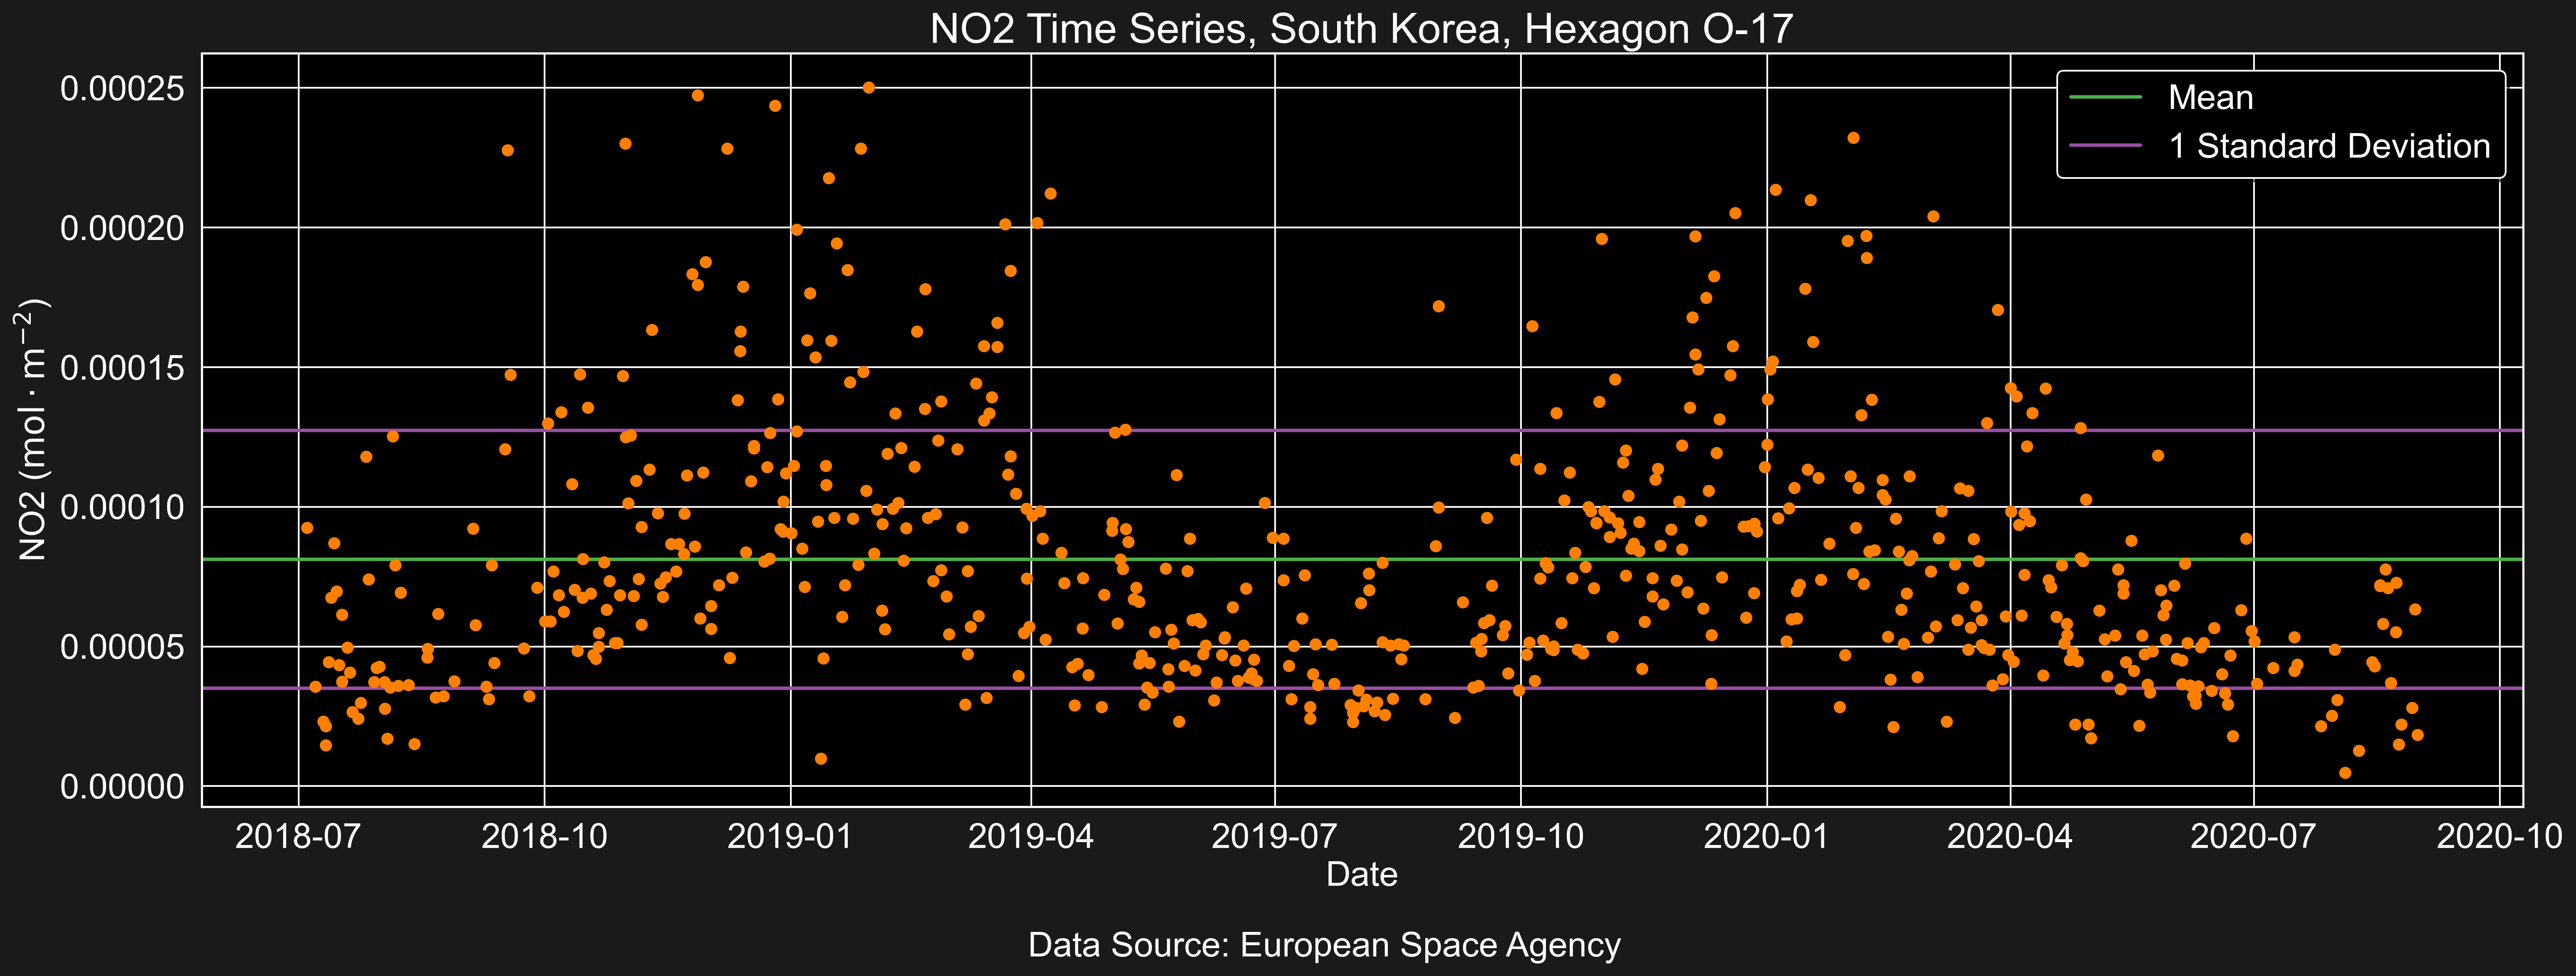 NO2 Time Series, South Korea, Hexagon O-17
Mean
1 Standard Deviation
NO2 (mol · m⁻²)
0.00025
0.00020
0.00015
0.00010
0.00005
0.00000
2018-07 2018-10 2019-01 2019-04 2019-07 2019-10 2020-01 2020-04 2020-07 2020-10
Date
Data Source: European Space Agency